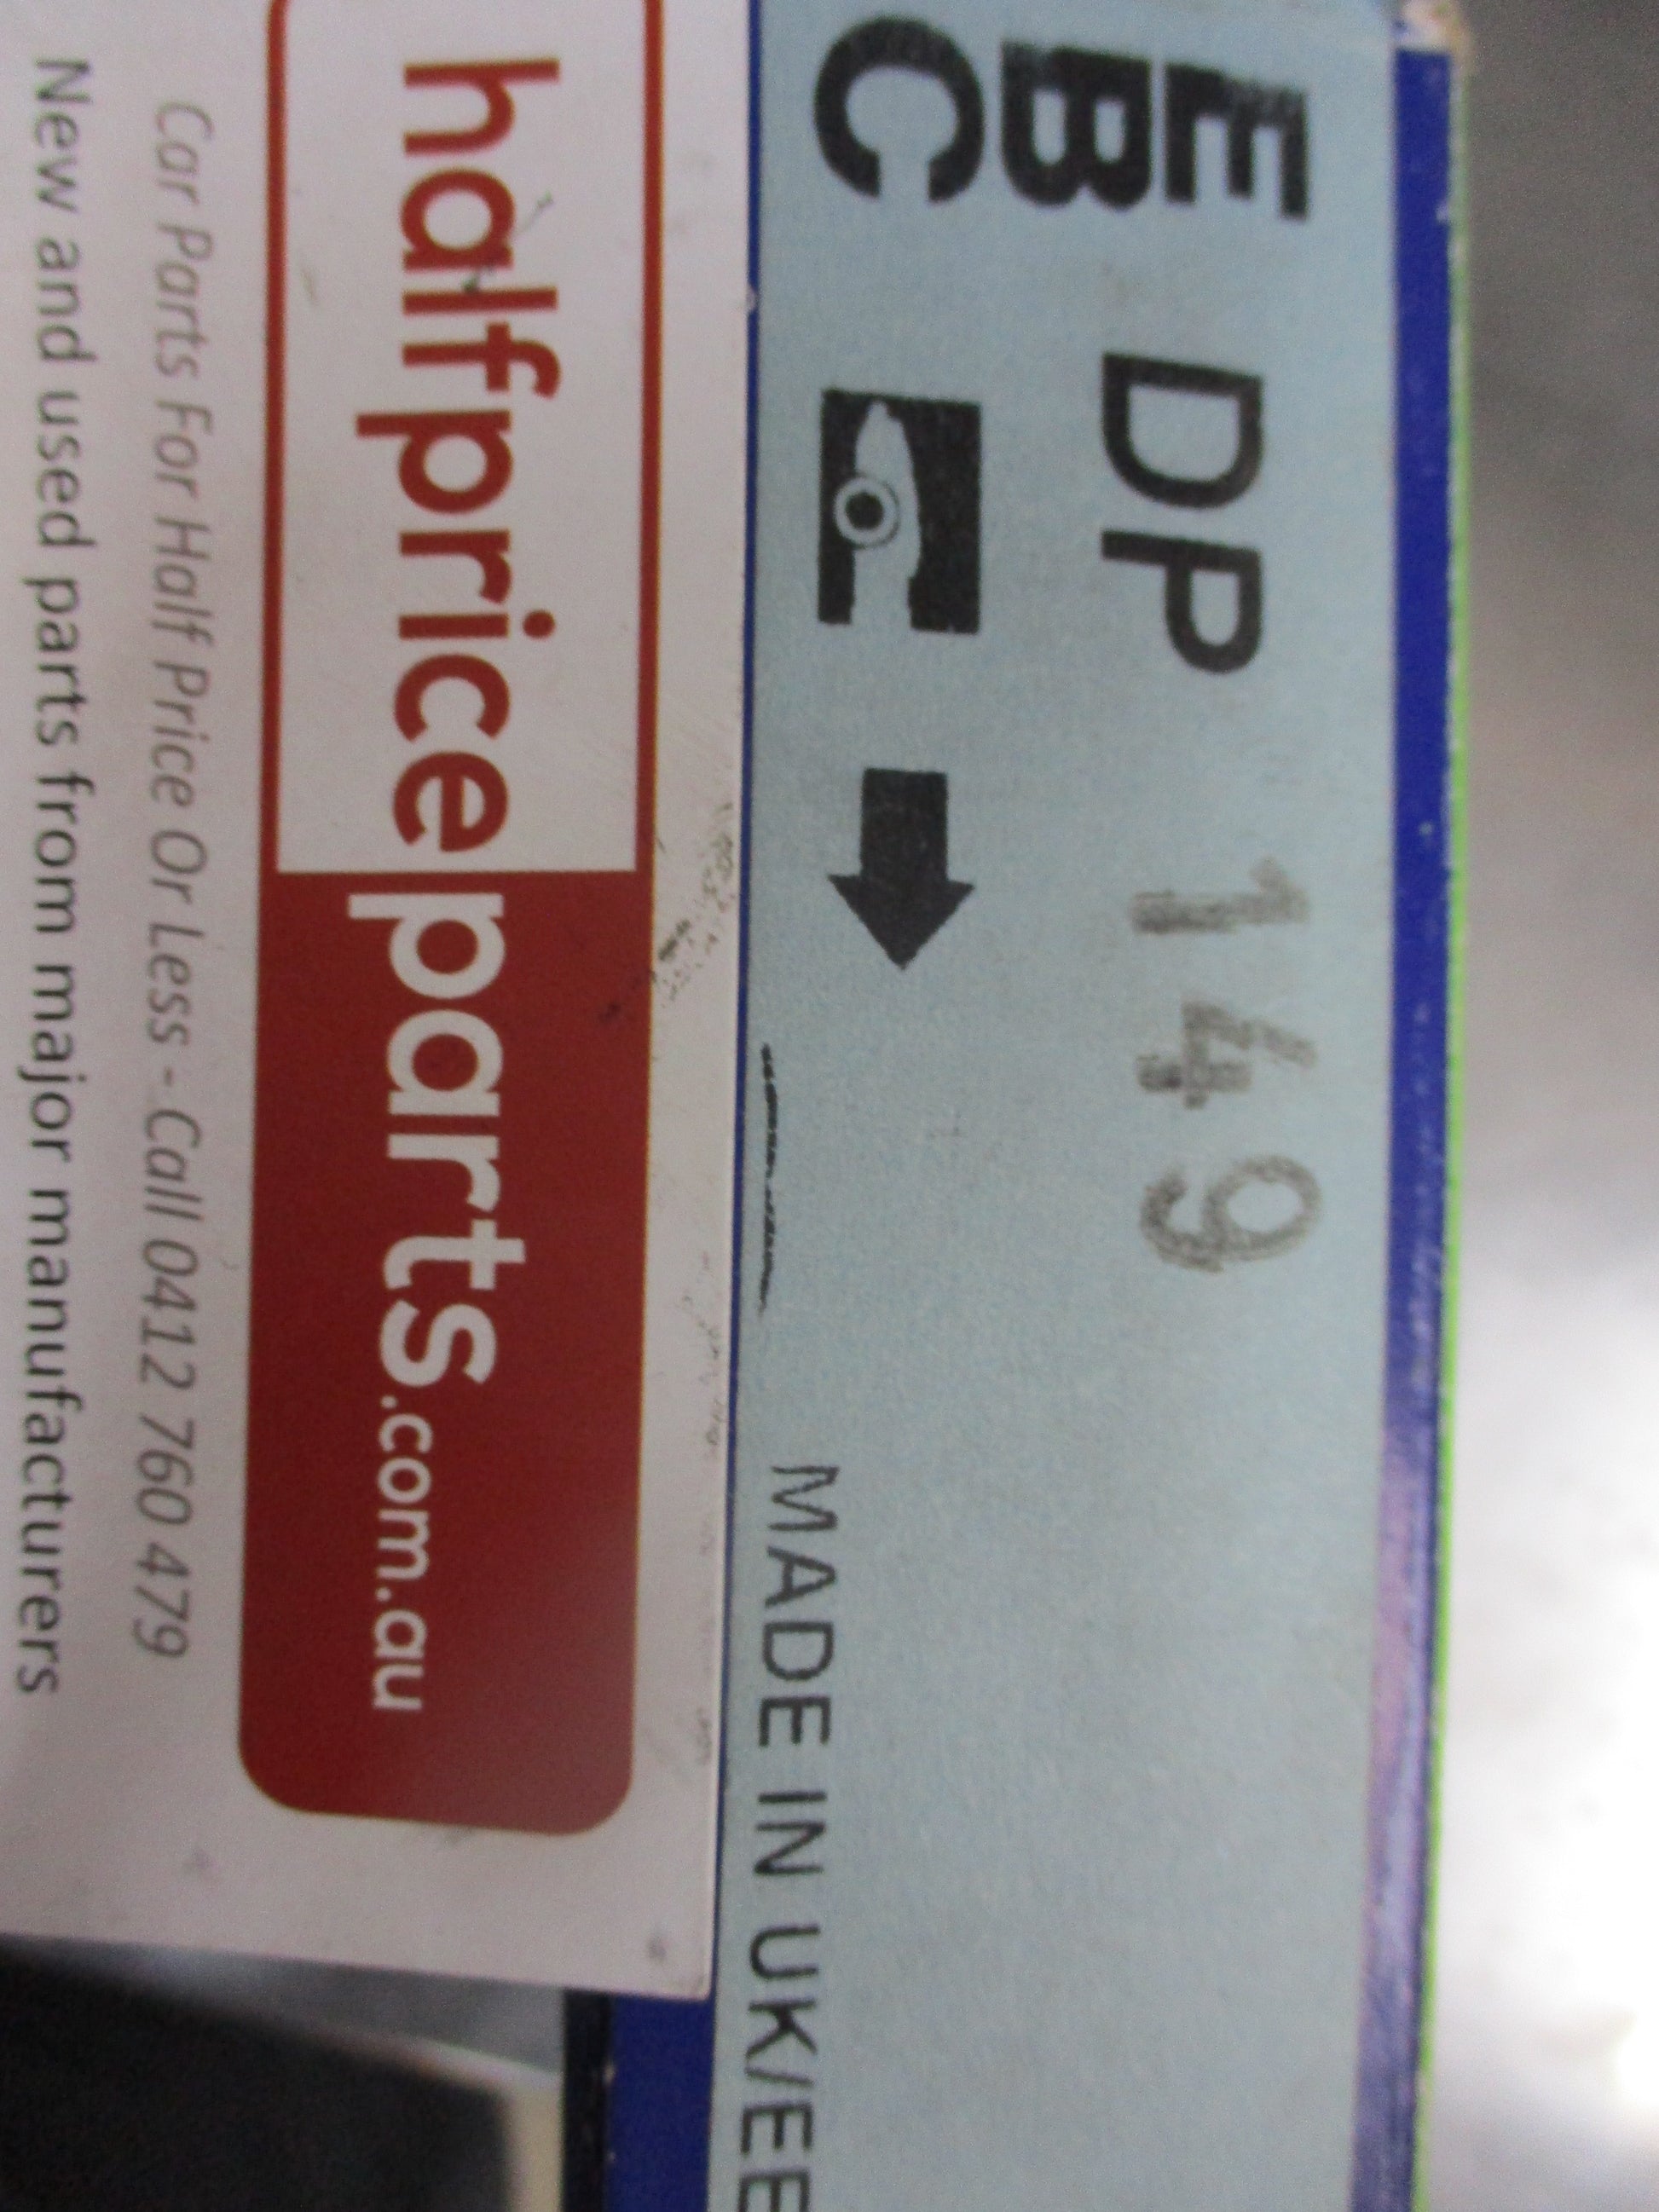 EBC
DP 149
MADE IN UK/EE
halfpriceparts.com.au
Car Parts For Half Price Or Less - Call 0412 760 479
New and used parts from major manufacturers